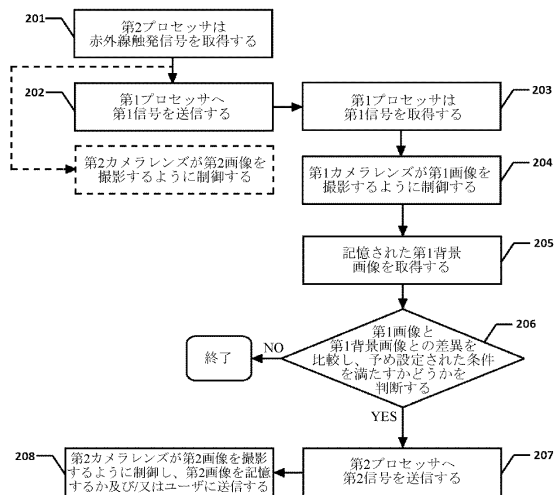 201
第2プロセッサは
赤外線触発信号を取得する
202
第1プロセッサへ
第1信号を送信する
203
第1プロセッサは
第1信号を取得する
第2カメラレンズが第2画像を
撮影するように制御する
204
第1カメラレンズが第1画像を
撮影するように制御する
205
記憶された第1背景
画像を取得する
206
第1画像と
第1背景画像との差異を
比較し、予め設定された条件
を満たすかどうかを
判断する
NO
終了
YES
208
第2カメラレンズが第2画像を撮影
するように制御し、第2画像を記憶
するか及び/又はユーザに送信する
第2プロセッサへ
第2信号を送信する
207